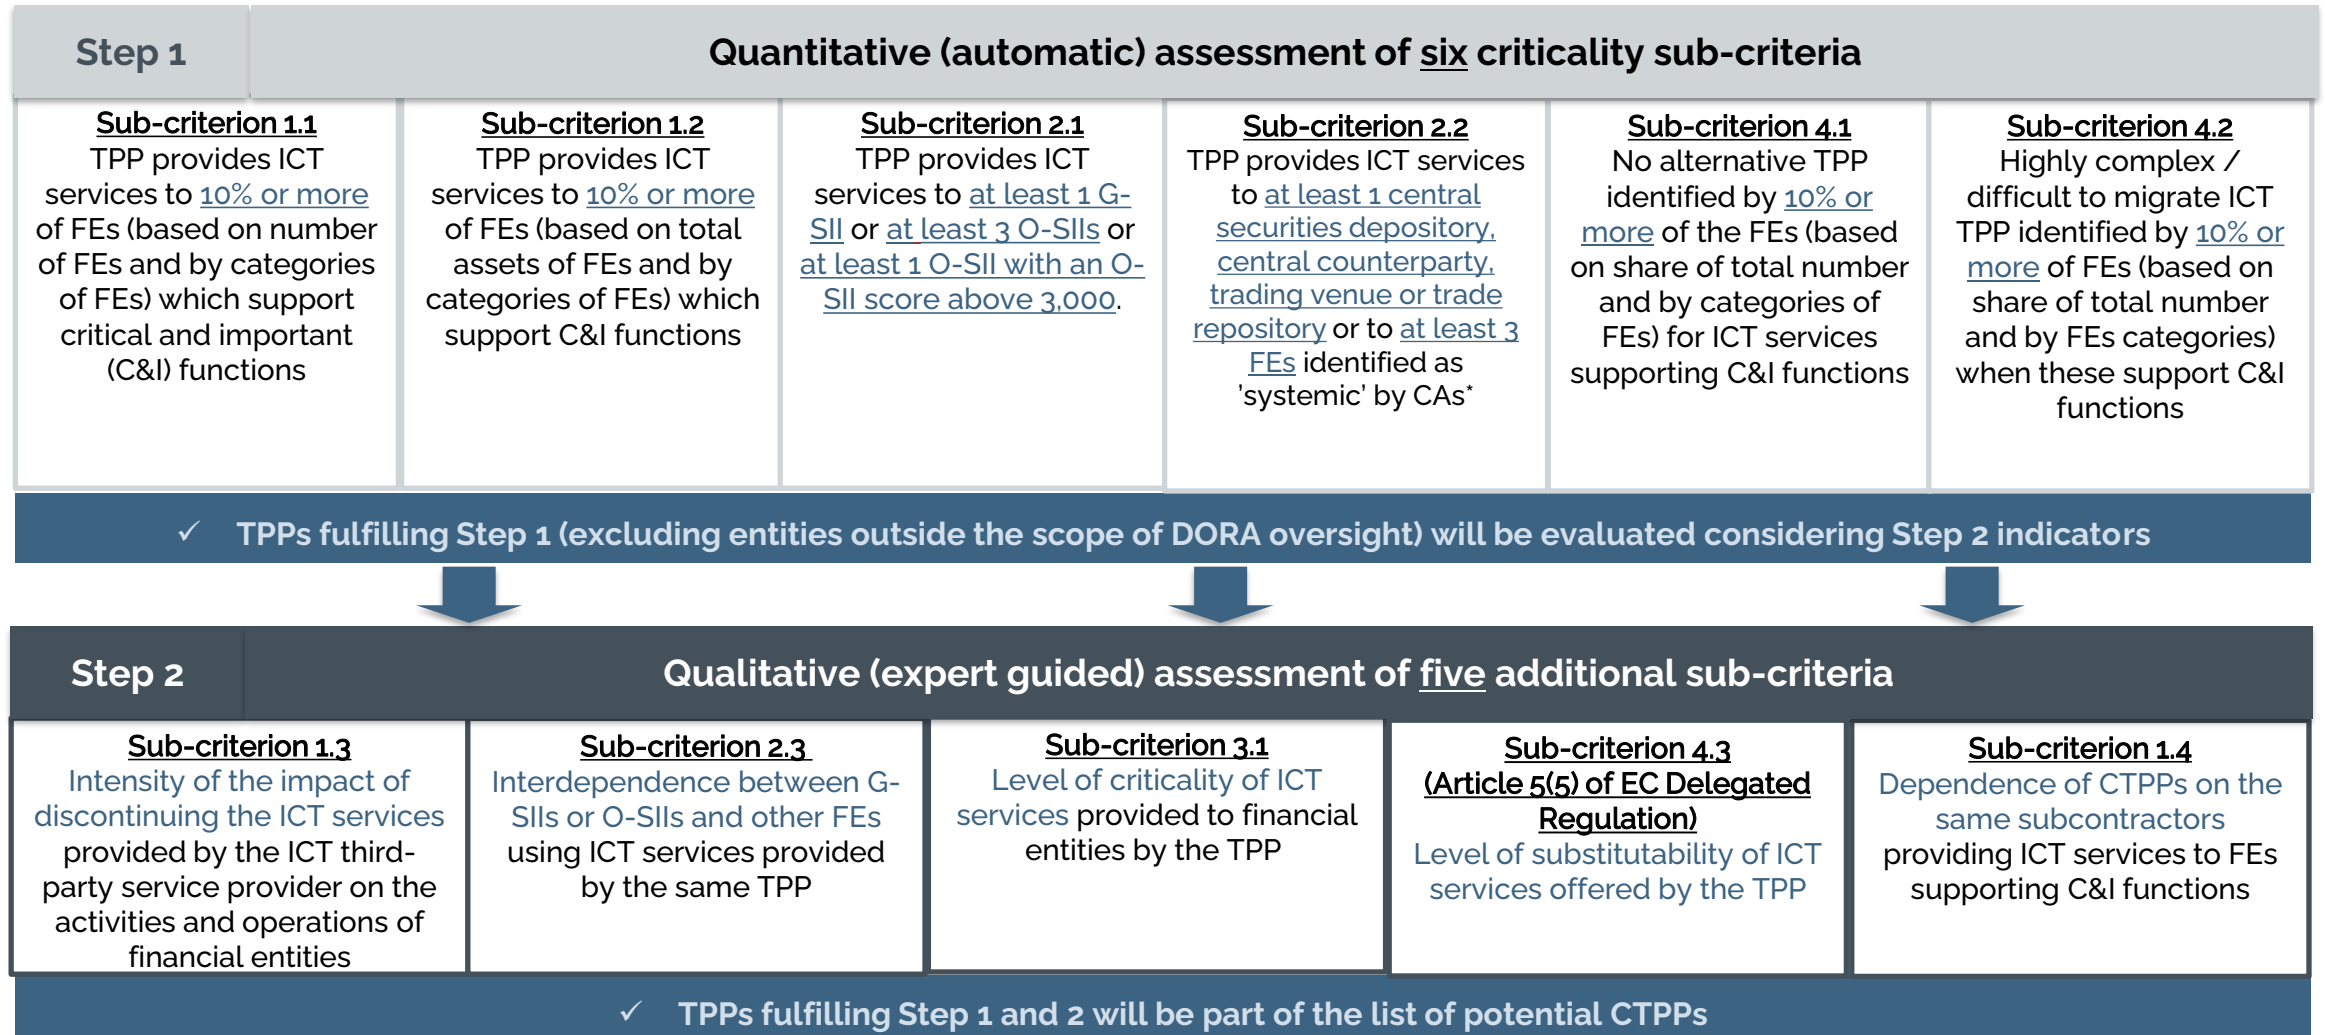 Step 1
Quantitative (automatic) assessment of six criticality sub-criteria
Sub-criterion 1.1
TPP provides ICT
services to 10% or more
of FEs (based on number
of FEs and by categories
of FEs) which support
critical and important
(C&I) functions
Sub-criterion 1.2
TPP provides ICT
services to 10% or more
of FEs (based on total
assets of FEs and by
categories of FEs) which
support C&I functions
Sub-criterion 2.1
TPP provides ICT
services to at least 1 G-
SII or at least 3 O-SIIs or
at least 1 O-SII with an O-
SII score above 3,000.
Sub-criterion 2.2
TPP provides ICT services
to at least 1 central
securities depository,
central counterparty,
trading venue or trade
repository or to at least 3
FEs identified as
'systemic' by CAs*
Sub-criterion 4.1
No alternative TPP
identified by 10% or
more of the FEs (based
on share of total number
and by categories of
FEs) for ICT services
supporting C&I functions
Sub-criterion 4.2
Highly complex /
difficult to migrate ICT
TPP identified by 10% or
more of FEs (based on
share of total number
and by FEs categories)
when these support C&I
functions
✓ TPPs fulfilling Step 1 (excluding entities outside the scope of DORA oversight) will be evaluated considering Step 2 indicators
Step 2
Qualitative (expert guided) assessment of five additional sub-criteria
Sub-criterion 1.3
Intensity of the impact of
discontinuing the ICT services
provided by the ICT third-
party service provider on the
activities and operations of
financial entities
Sub-criterion 2.3
Interdependence between G-
SIIs or O-SIIs and other FEs
using ICT services provided
by the same TPP
Sub-criterion 3.1
Level of criticality of ICT
services provided to financial
entities by the TPP
Sub-criterion 4.3
(Article 5(5) of EC Delegated
Regulation)
Level of substitutability of ICT
services offered by the TPP
Sub-criterion 1.4
Dependence of CTPPs on the
same subcontractors
providing ICT services to FEs
supporting C&I functions
✓ TPPs fulfilling Step 1 and 2 will be part of the list of potential CTPPs